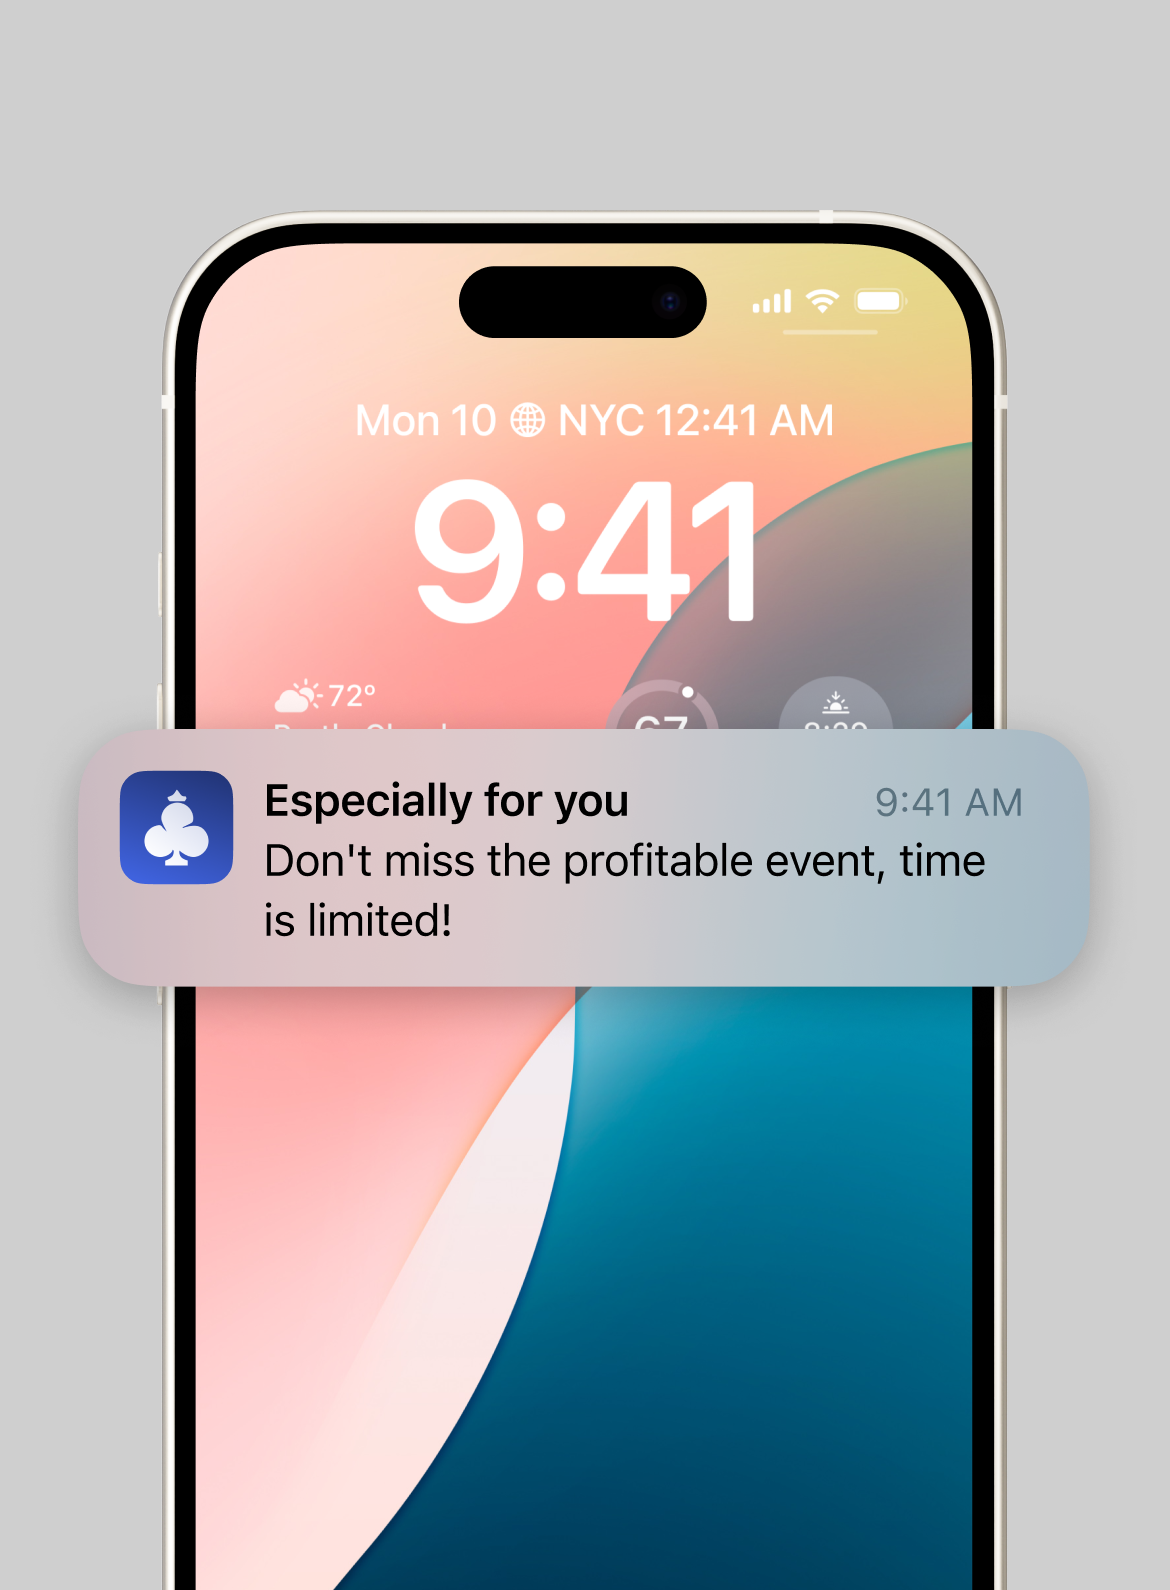 Mon 10 NYC 12:41 AM
9:41
72°
Especially for you
9:41 AM
Don't miss the profitable event, time
is limited!